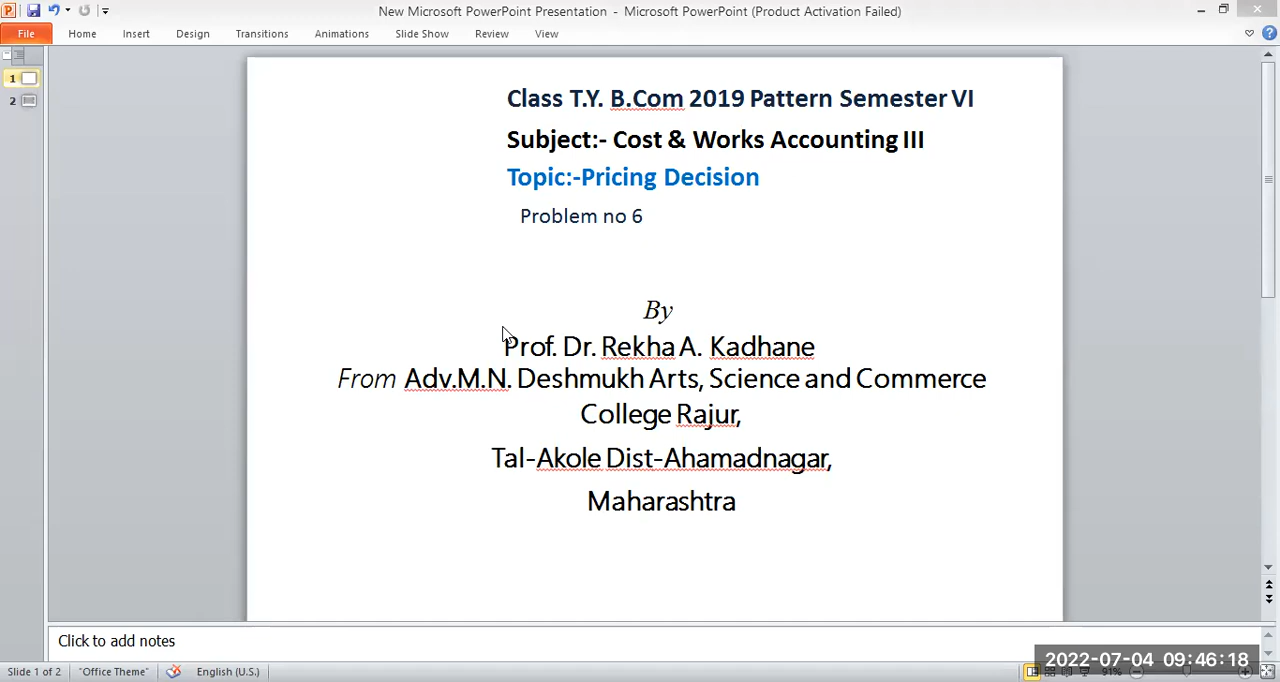 New Microsoft PowerPoint Presentation - Microsoft PowerPoint (Product Activation Failed)
File Home Insert Design Transitions Animations Slide Show Review View
1
2
Class T.Y. B.Com 2019 Pattern Semester VI
Subject:- Cost & Works Accounting III
Topic:-Pricing Decision
Problem no 6
By
Prof. Dr. Rekha A. Kadhane
From Adv.M.N. Deshmukh Arts, Science and Commerce
College Rajur,
Tal-Akole Dist-Ahamadnagar,
Maharashtra
Click to add notes
2022-07-04 09:46:18
Slide 1 of 2 "Office Theme" English (U.S.) 91%